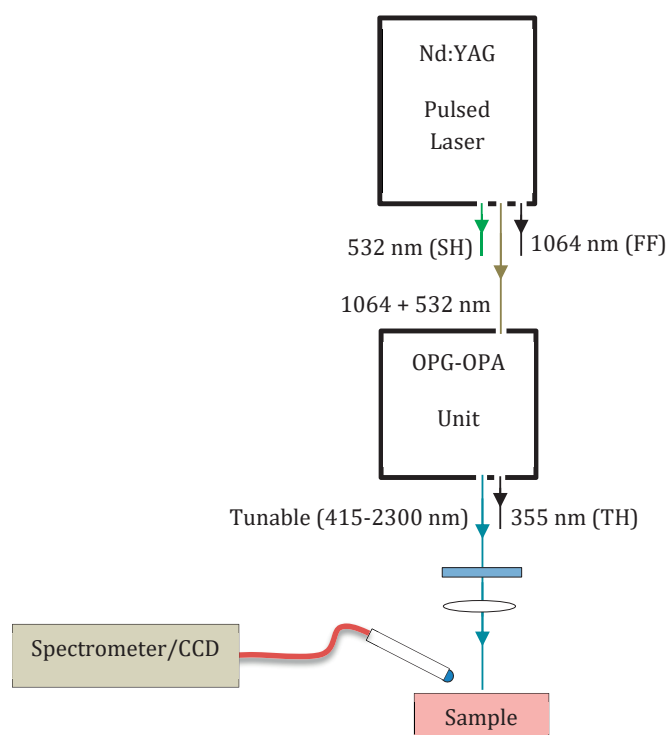 Nd:YAG
Pulsed
Laser
532 nm (SH)
1064 nm (FF)
1064 + 532 nm
OPG-OPA
Unit
Tunable (415-2300 nm)
355 nm (TH)
Spectrometer/CCD
Sample